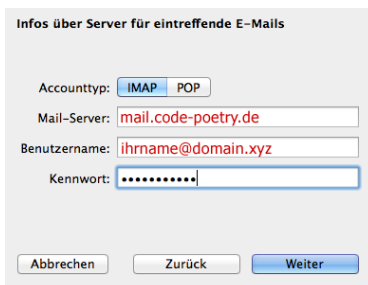 Infos über Server für eintreffende E-Mails
Accounttyp: IMAP POP
Mail-Server: mail.code-poetry.de
Benutzername: ihrname@domain.xyz
Kennwort: •••••••••••
Abbrechen Zurück Weiter